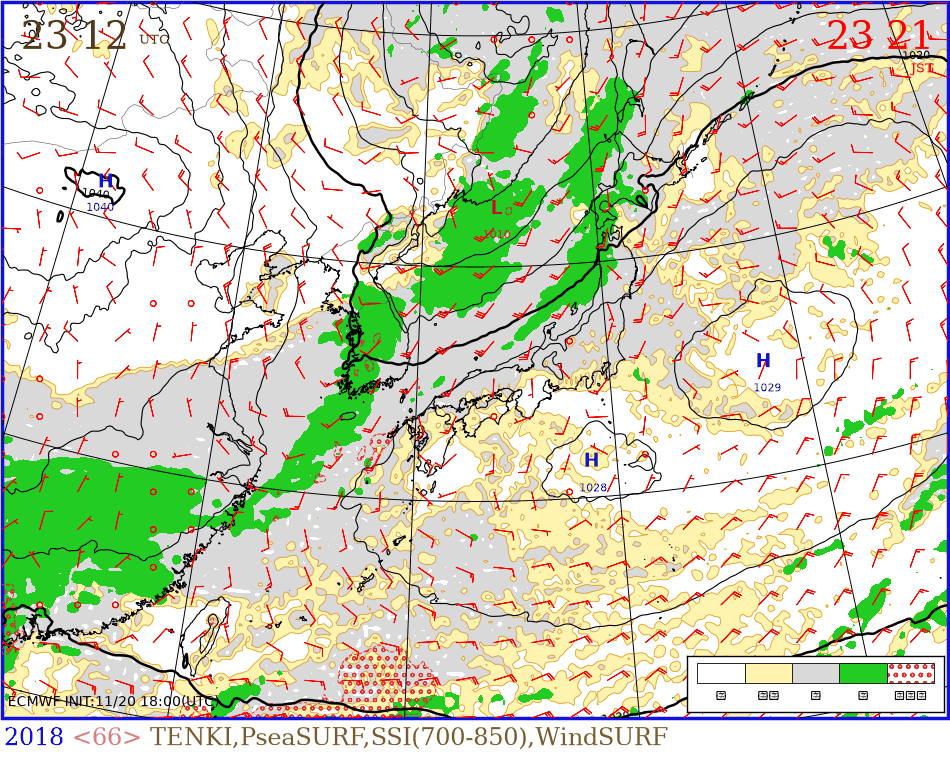 23 12 UTC
23 21
1020
JST
H
1040
1040
L
1010
H
1029
H
1028
ECMWF INIT:11/20 18:00(UTC)
2018 <66> TENKI,PseaSURF,SSI(700-850),WindSURF